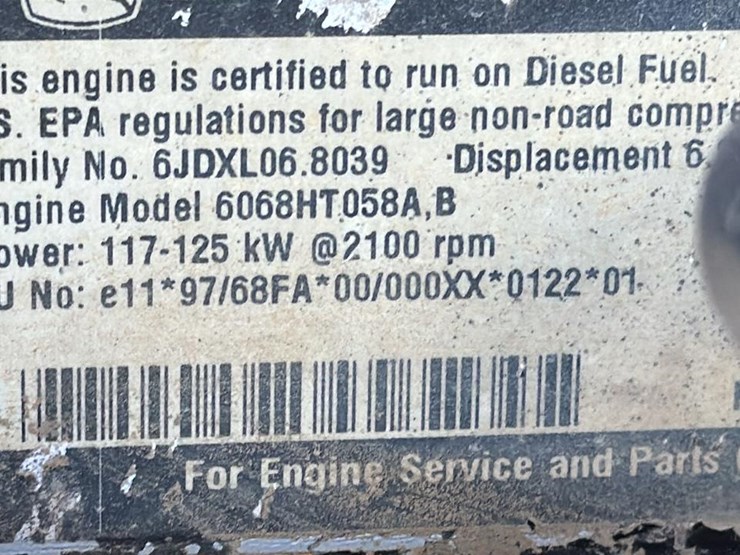 is engine is certified to run on Diesel Fuel.
S. EPA regulations for large non-road compre
mily No. 6JDXL06.8039 Displacement 6.
ngine Model 6068HT058A,B
ower: 117-125 kW @2100 rpm
U No: e11*97/68FA*00/000XX*0122*01
For Engine Service and Parts